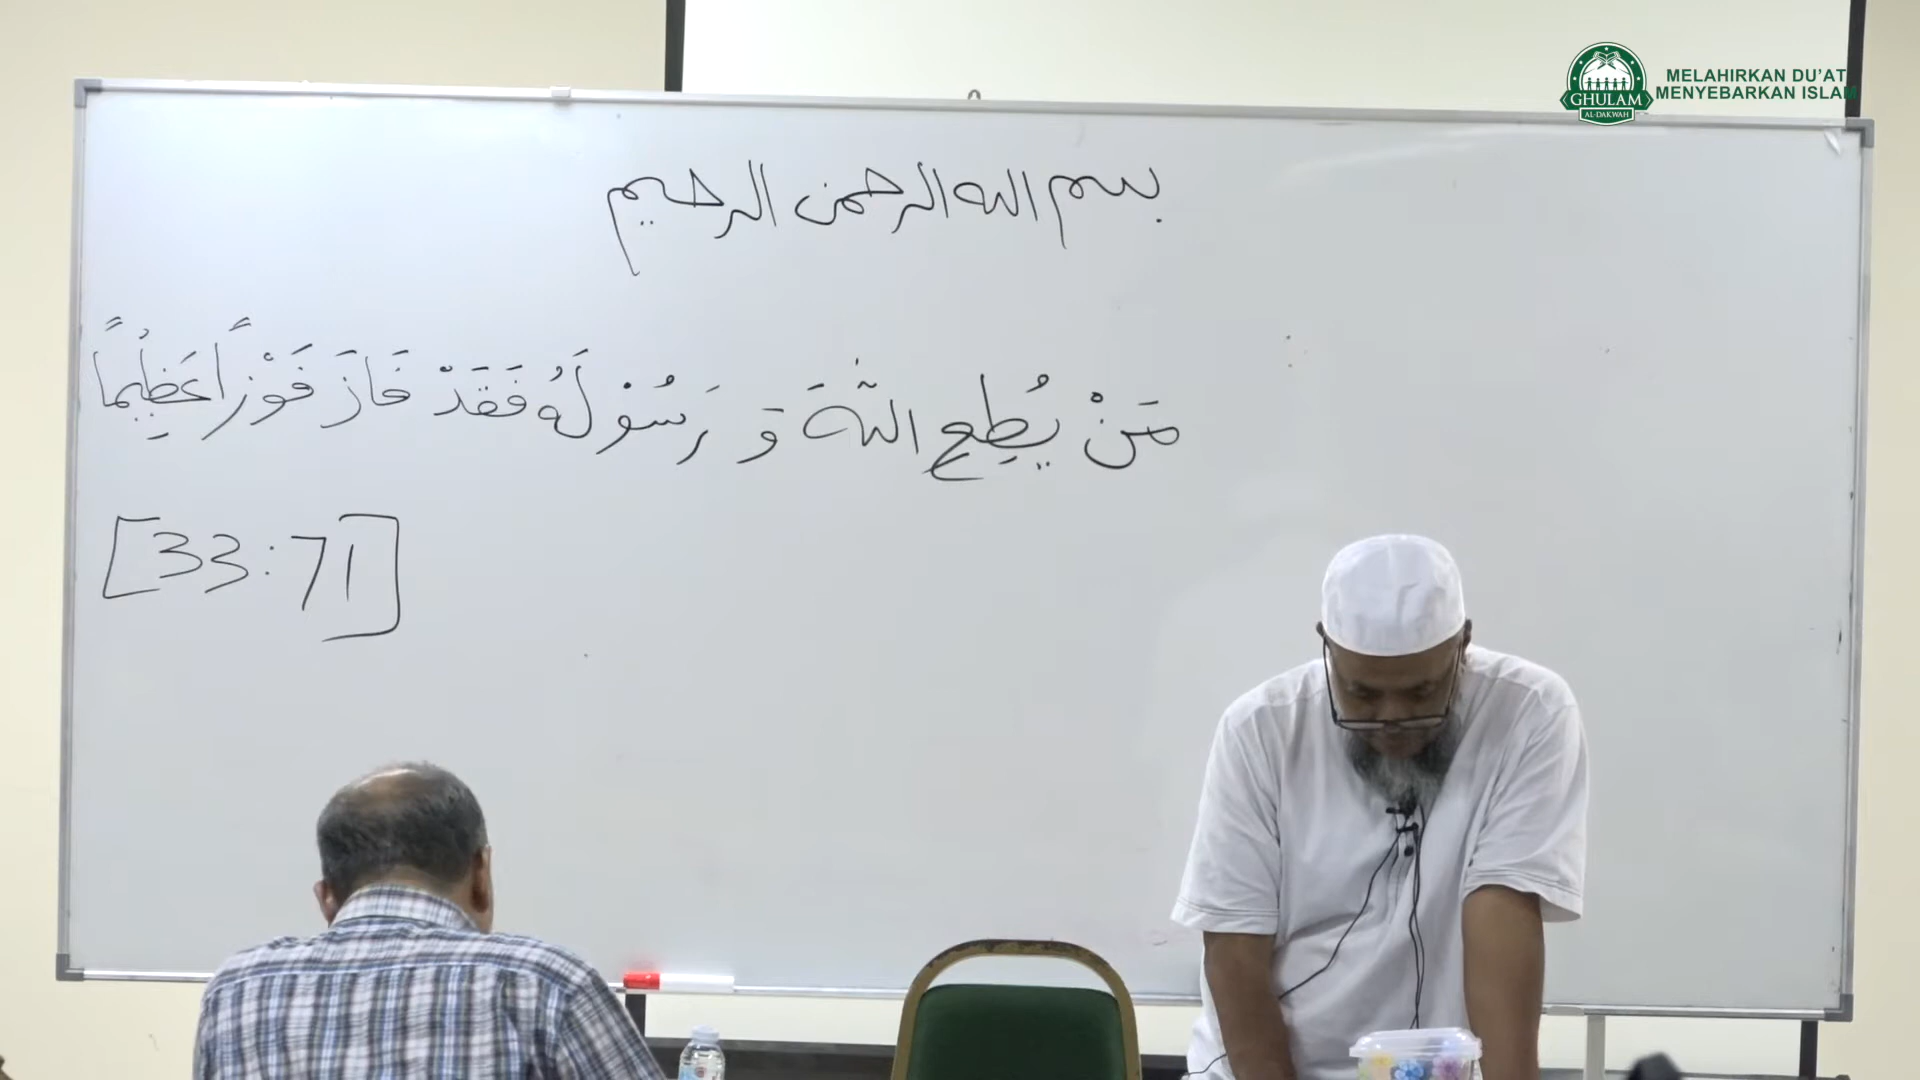 MELAHIRKAN DU'AT
MENYEBARKAN ISLAM
GHULAM
AL-DAKWAH
بسم الله الرحمن الرحيم
مَنْ يُطِعِ اللّٰهَ وَ رَسُوْلَهُ فَقَدْ فَازَ فَوْزًا عَظِيْمًا
[33:71]